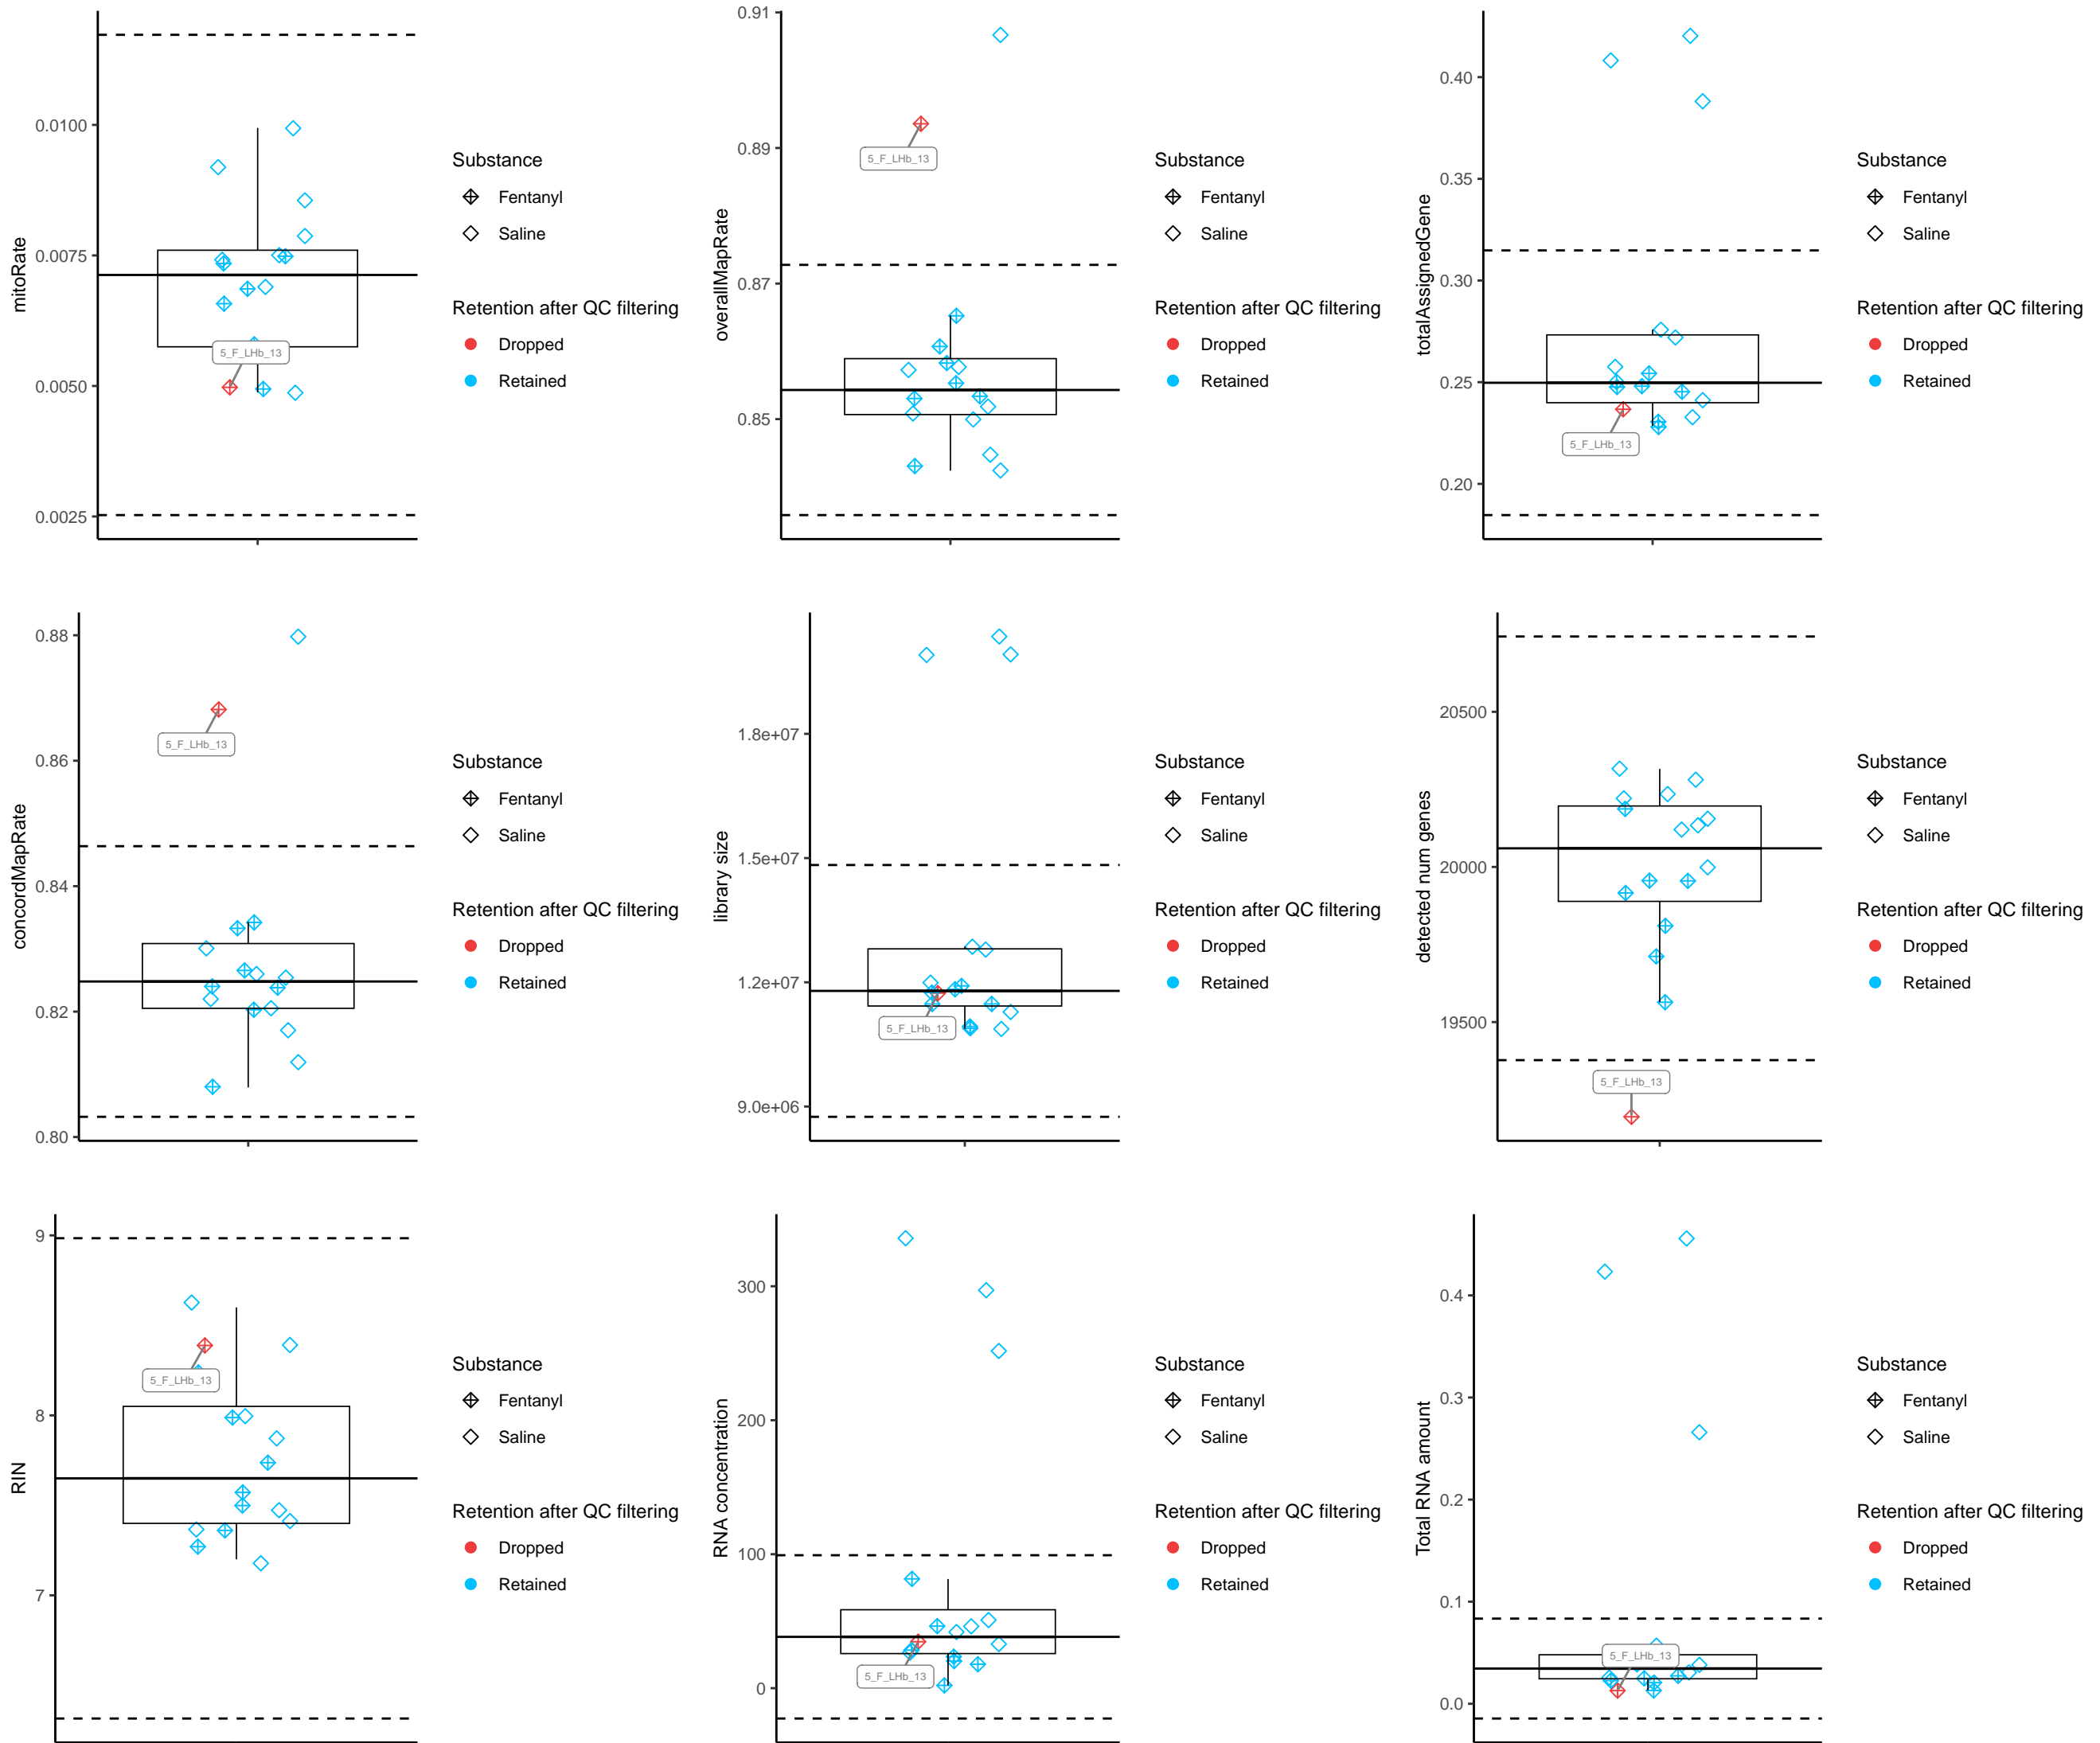 mitoRate
0.0100
0.0075
0.0050
0.0025
5_F_LHb_13
Substance
Fentanyl
Saline
Retention after QC filtering
Dropped
Retained
overallMapRate
0.91
0.89
0.87
0.85
5_F_LHb_13
Substance
Fentanyl
Saline
Retention after QC filtering
Dropped
Retained
totalAssignedGene
0.40
0.35
0.30
0.25
0.20
5_F_LHb_13
Substance
Fentanyl
Saline
Retention after QC filtering
Dropped
Retained
concordMapRate
0.88
0.86
0.84
0.82
0.80
5_F_LHb_13
Substance
Fentanyl
Saline
Retention after QC filtering
Dropped
Retained
library size
1.8e+07
1.5e+07
1.2e+07
9.0e+06
5_F_LHb_13
Substance
Fentanyl
Saline
Retention after QC filtering
Dropped
Retained
detected num genes
20500
20000
19500
5_F_LHb_13
Substance
Fentanyl
Saline
Retention after QC filtering
Dropped
Retained
RIN
9
8
7
5_F_LHb_13
Substance
Fentanyl
Saline
Retention after QC filtering
Dropped
Retained
RNA concentration
300
200
100
0
5_F_LHb_13
Substance
Fentanyl
Saline
Retention after QC filtering
Dropped
Retained
Total RNA amount
0.4
0.3
0.2
0.1
0.0
5_F_LHb_13
Substance
Fentanyl
Saline
Retention after QC filtering
Dropped
Retained